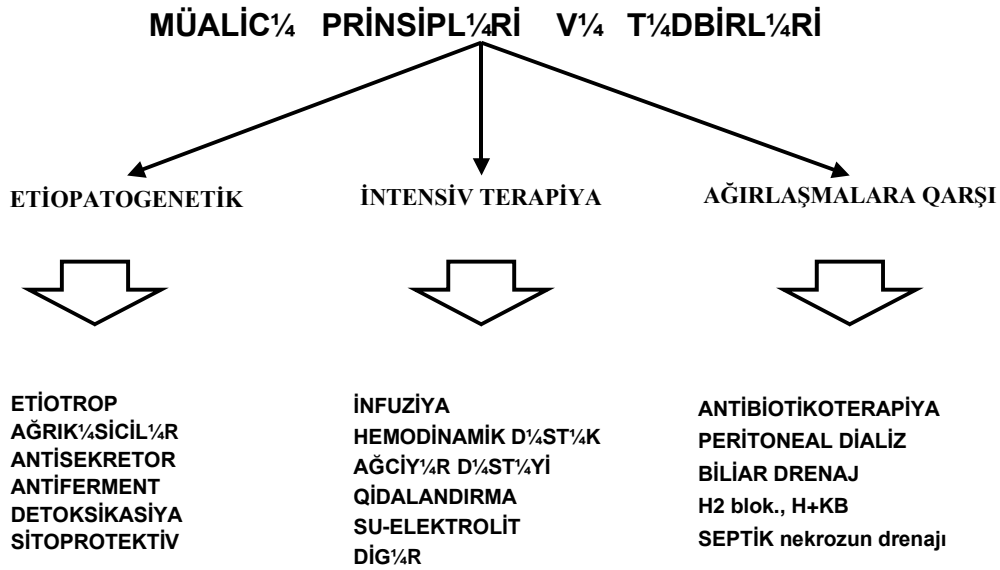 MÜALİC¼ PRİNSİPL¼Rİ V¼ T¼DBİRL¼Rİ
ETİOPATOGENETİK
İNTENSİV TERAPİYA
AĞIRLAŞMALARA QARŞI
ETİOTROP
AĞRIK¼SİCİL¼R
ANTİSEKRETOR
ANTİFERMENT
DETOKSİKASİYA
SİTOPROTEKTİV
İNFUZİYA
HEMODİNAMİK D¼ST¼K
AĞCİY¼R D¼ST¼Yİ
QİDALANDIRMA
SU-ELEKTROLİT
DİG¼R
ANTİBİOTİKOTERAPİYA
PERİTONEAL DİALİZ
BİLİAR DRENAJ
H2 blok., H+KB
SEPTİK nekrozun drenajı